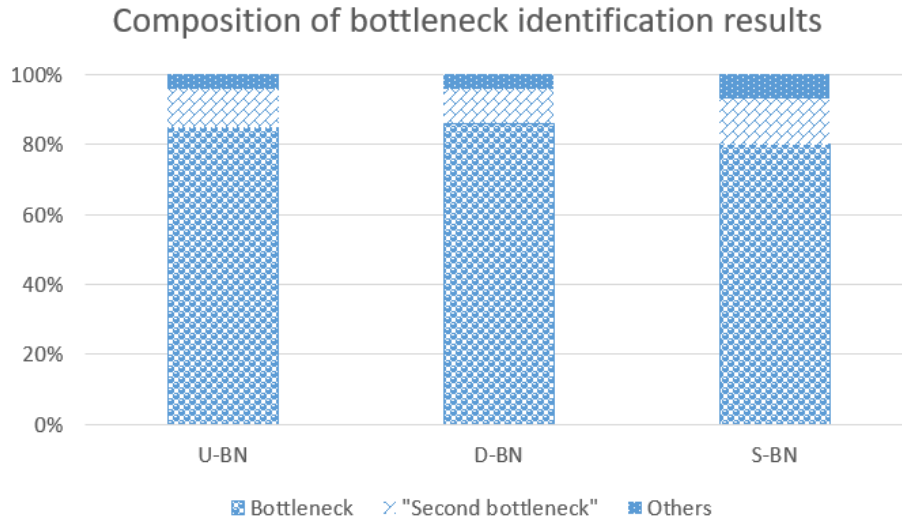 Composition of bottleneck identification results
100%
80%
60%
40%
20%
0%
U-BN D-BN S-BN
Bottleneck "Second bottleneck" Others